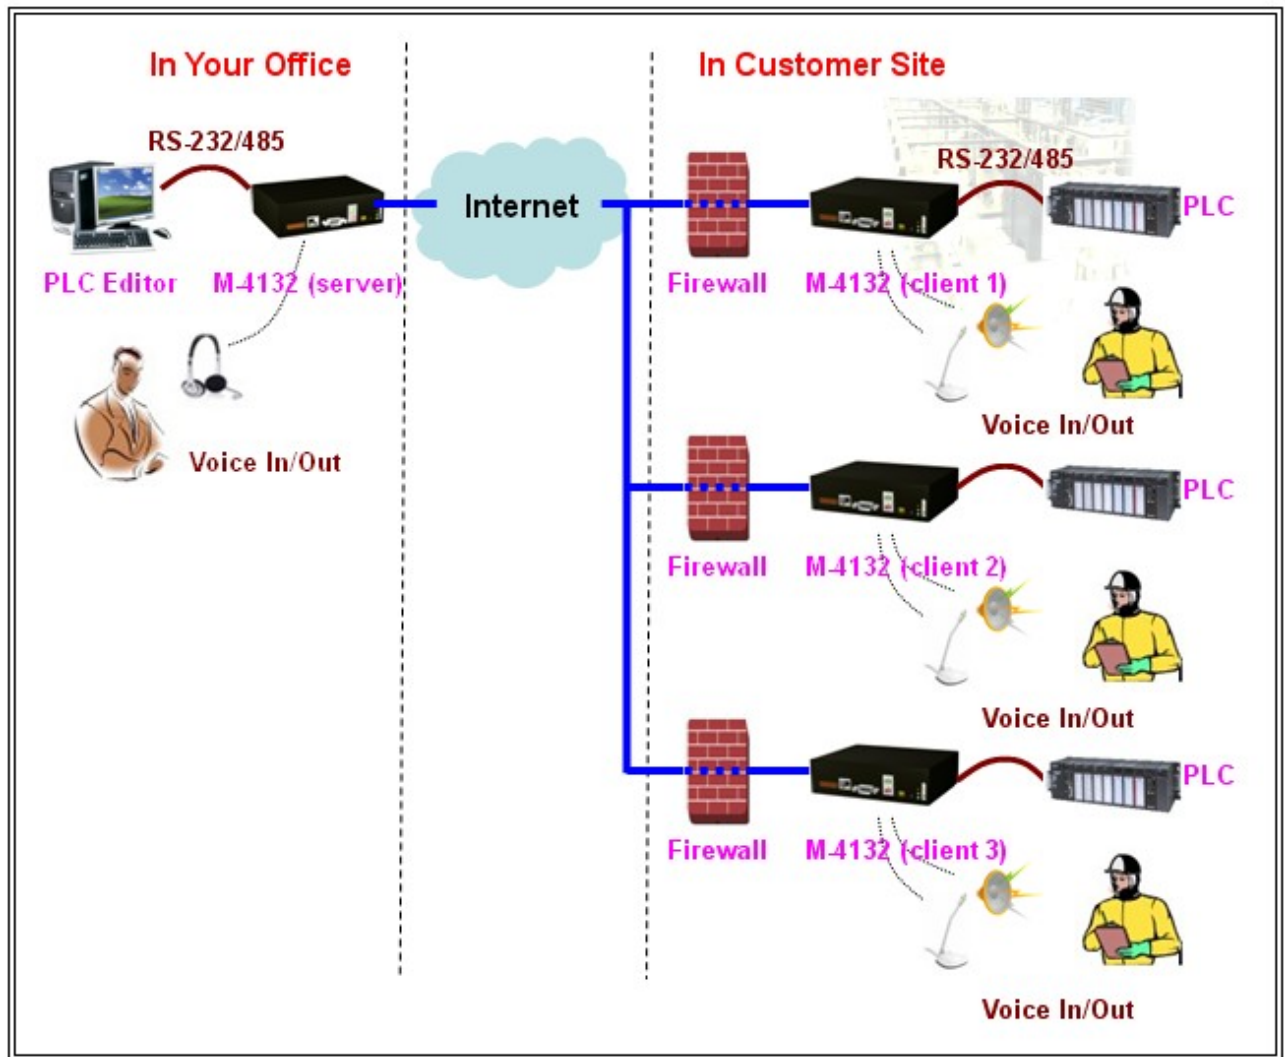 In Your Office
In Customer Site
RS-232/485
RS-232/485
Internet
PLC
PLC Editor
M-4132 (server)
Firewall
M-4132 (client 1)
Voice In/Out
Voice In/Out
PLC
Firewall
M-4132 (client 2)
Voice In/Out
PLC
Firewall
M-4132 (client 3)
Voice In/Out